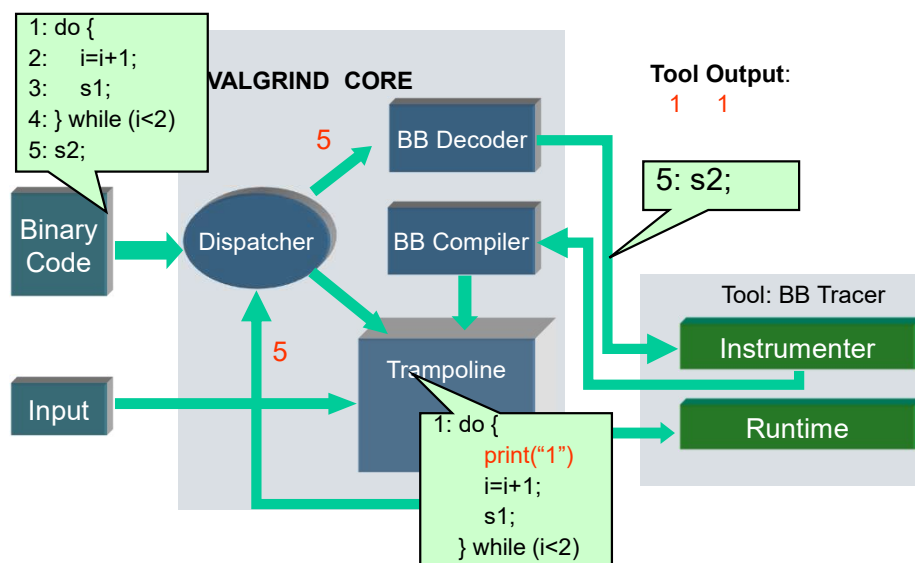 1: do {
2: i=i+1;
3: s1;
4: } while (i<2)
5: s2;
VALGRIND CORE
Tool Output:
1 1
5
BB Decoder
5: s2;
Binary
Code
Dispatcher
BB Compiler
Tool: BB Tracer
Instrumenter
5
Trampoline
Input
Runtime
1: do {
print(“1”)
i=i+1;
s1;
} while (i<2)